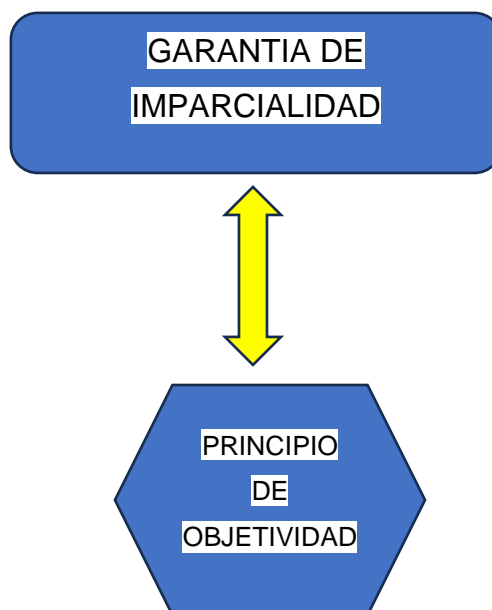 GARANTIA DE
IMPARCIALIDAD
PRINCIPIO
DE
OBJETIVIDAD